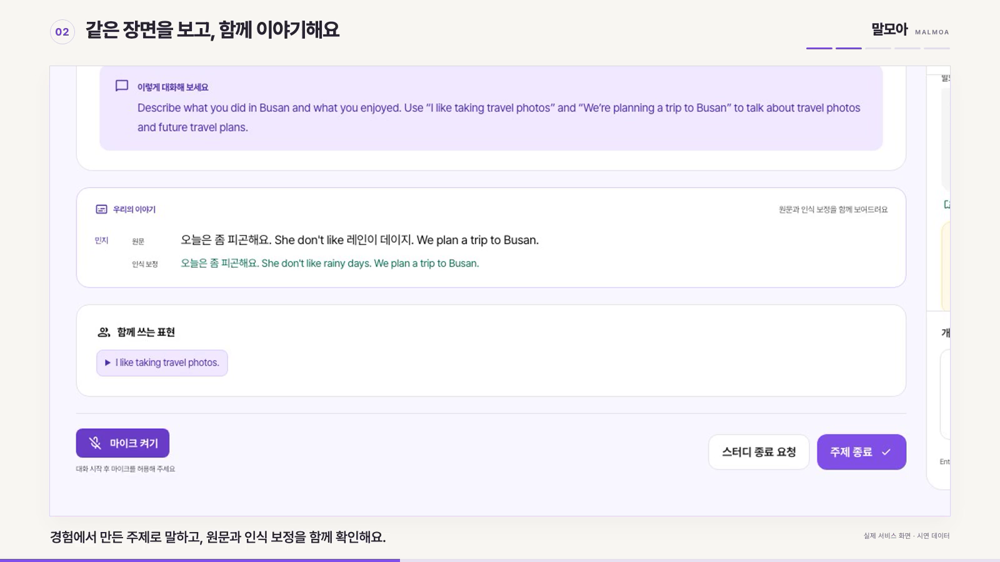 02 같은 장면을 보고, 함께 이야기해요
말모아 MALMOA
이렇게 대화해 보세요
Describe what you did in Busan and what you enjoyed. Use “I like taking travel photos” and “We’re planning a trip to Busan” to talk about travel photos
and future travel plans.
우리의 이야기
원문과 인식 보정을 함께 보여드려요
민지 원문 오늘은 좀 피곤해요. She don't like 레인이 데이지. We plan a trip to Busan.
인식 보정 오늘은 좀 피곤해요. She don't like rainy days. We plan a trip to Busan.
함께 쓰는 표현
I like taking travel photos.
마이크 켜기
대화 시작 후 마이크를 허용해 주세요
스터디 종료 요청
주제 종료
개
Ent
경험에서 만든 주제로 말하고, 원문과 인식 보정을 함께 확인해요.
실제 서비스 화면 · 시연 데이터